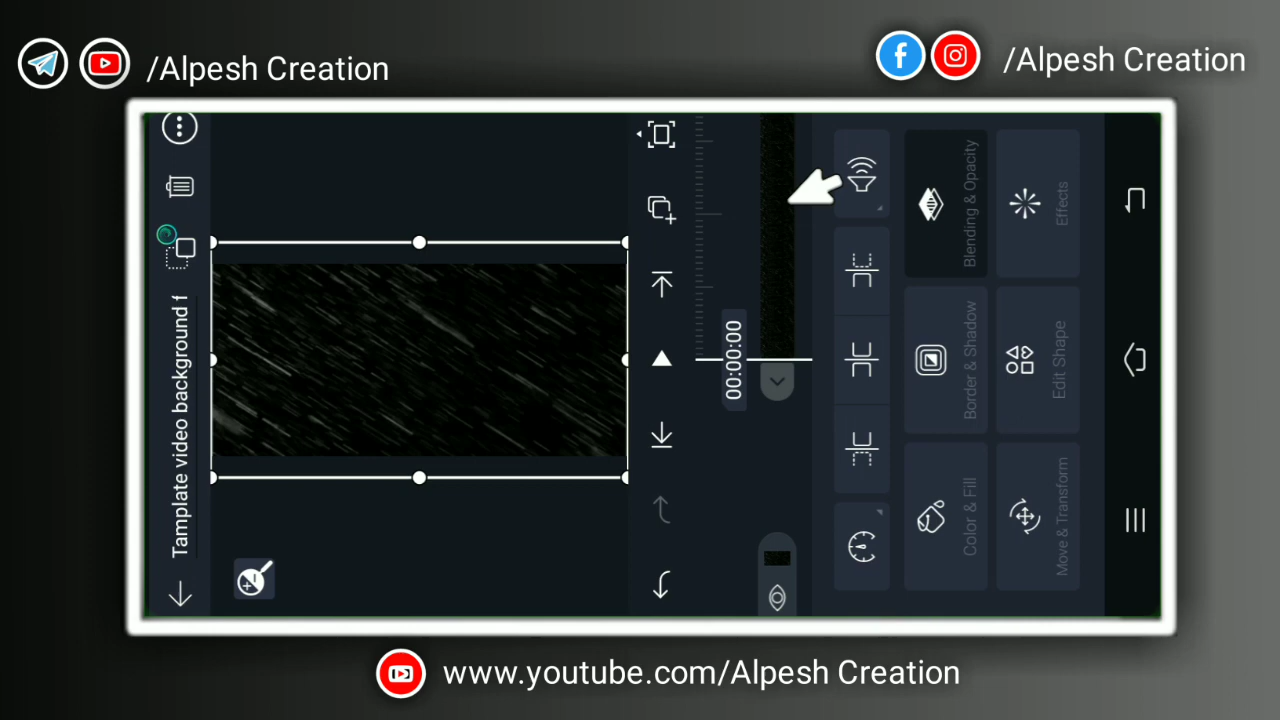 /Alpesh Creation
/Alpesh Creation
Tamplate video background f
00:00:00
Blending & Opacity
Effects
Border & Shadow
Edit Shape
Color & Fill
Move & Transform
www.youtube.com/Alpesh Creation